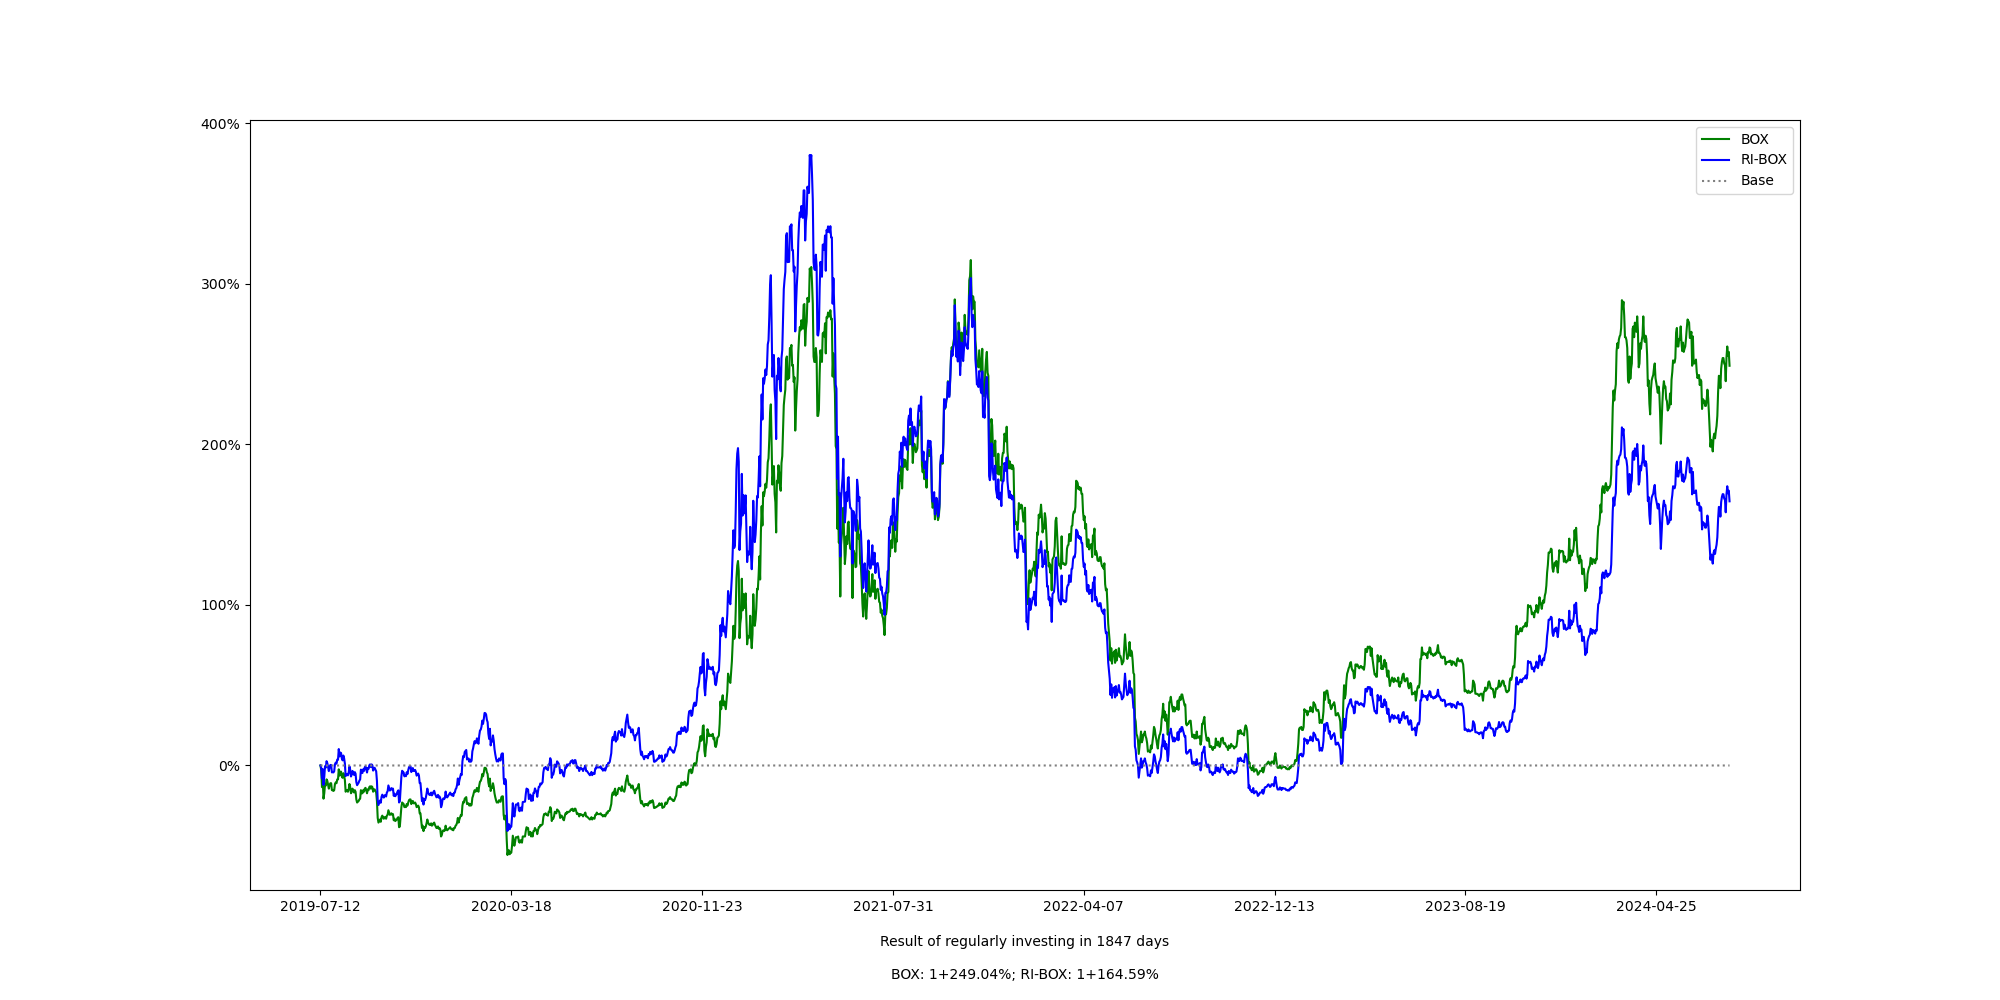 400%
300%
200%
100%
0%
BOX
RI-BOX
Base
2019-07-12 2020-03-18 2020-11-23 2021-07-31 2022-04-07 2022-12-13 2023-08-19 2024-04-25
Result of regularly investing in 1847 days
BOX: 1+249.04%; RI-BOX: 1+164.59%